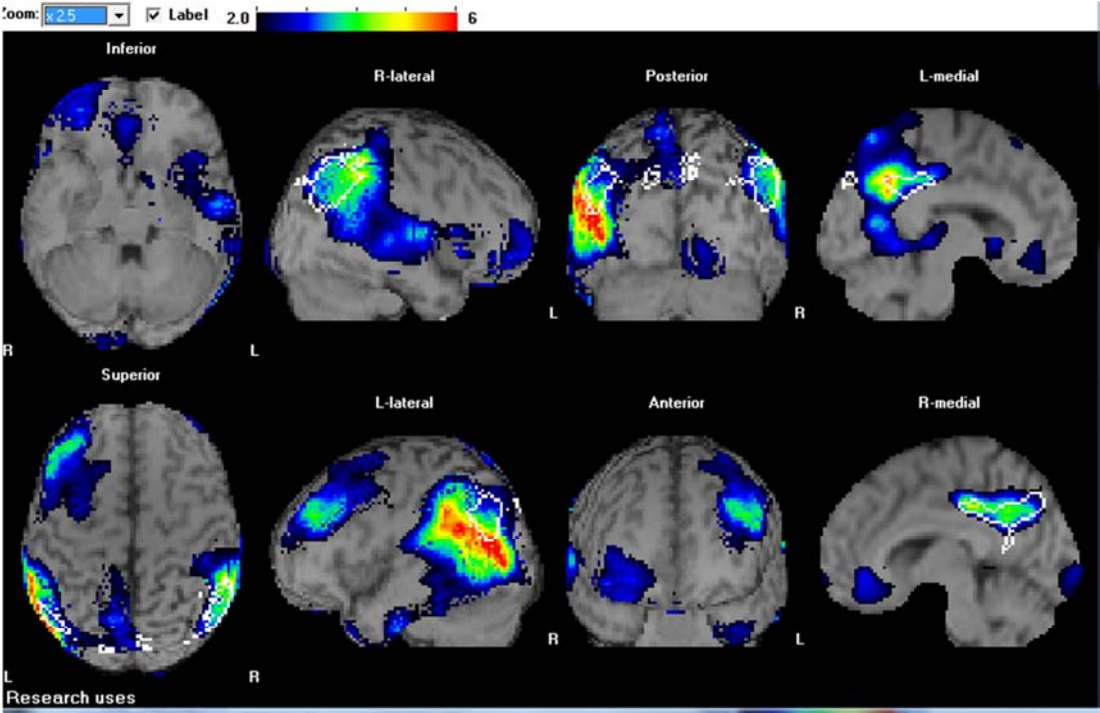 Zoom: x 2.5 Label 2.0 6
Inferior
R-lateral
Posterior
L-medial
L
R
R
L
Superior
L-lateral
Anterior
R-medial
R
L
L
R
Research uses